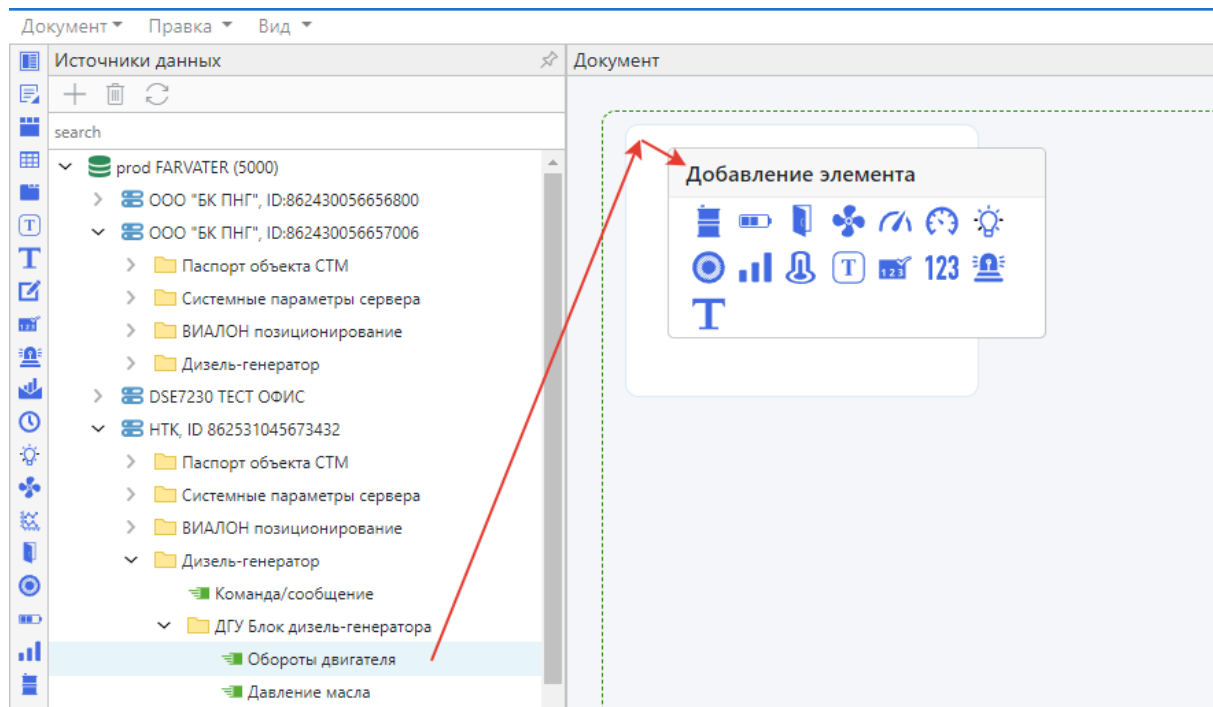 Документ Правка Вид
Источники данных
Документ
search
prod FARVATER (5000)
ООО "БК ПНГ", ID:862430056656800
ООО "БК ПНГ", ID:862430056657006
Паспорт объекта СТМ
Системные параметры сервера
ВИАЛОН позиционирование
Дизель-генератор
DSE7230 ТЕСТ ОФИС
НТК, ID 862531045673432
Паспорт объекта СТМ
Системные параметры сервера
ВИАЛОН позиционирование
Дизель-генератор
Команда/сообщение
ДГУ Блок дизель-генератора
Обороты двигателя
Давление масла
Добавление элемента
T 123 123
T
T
T
123